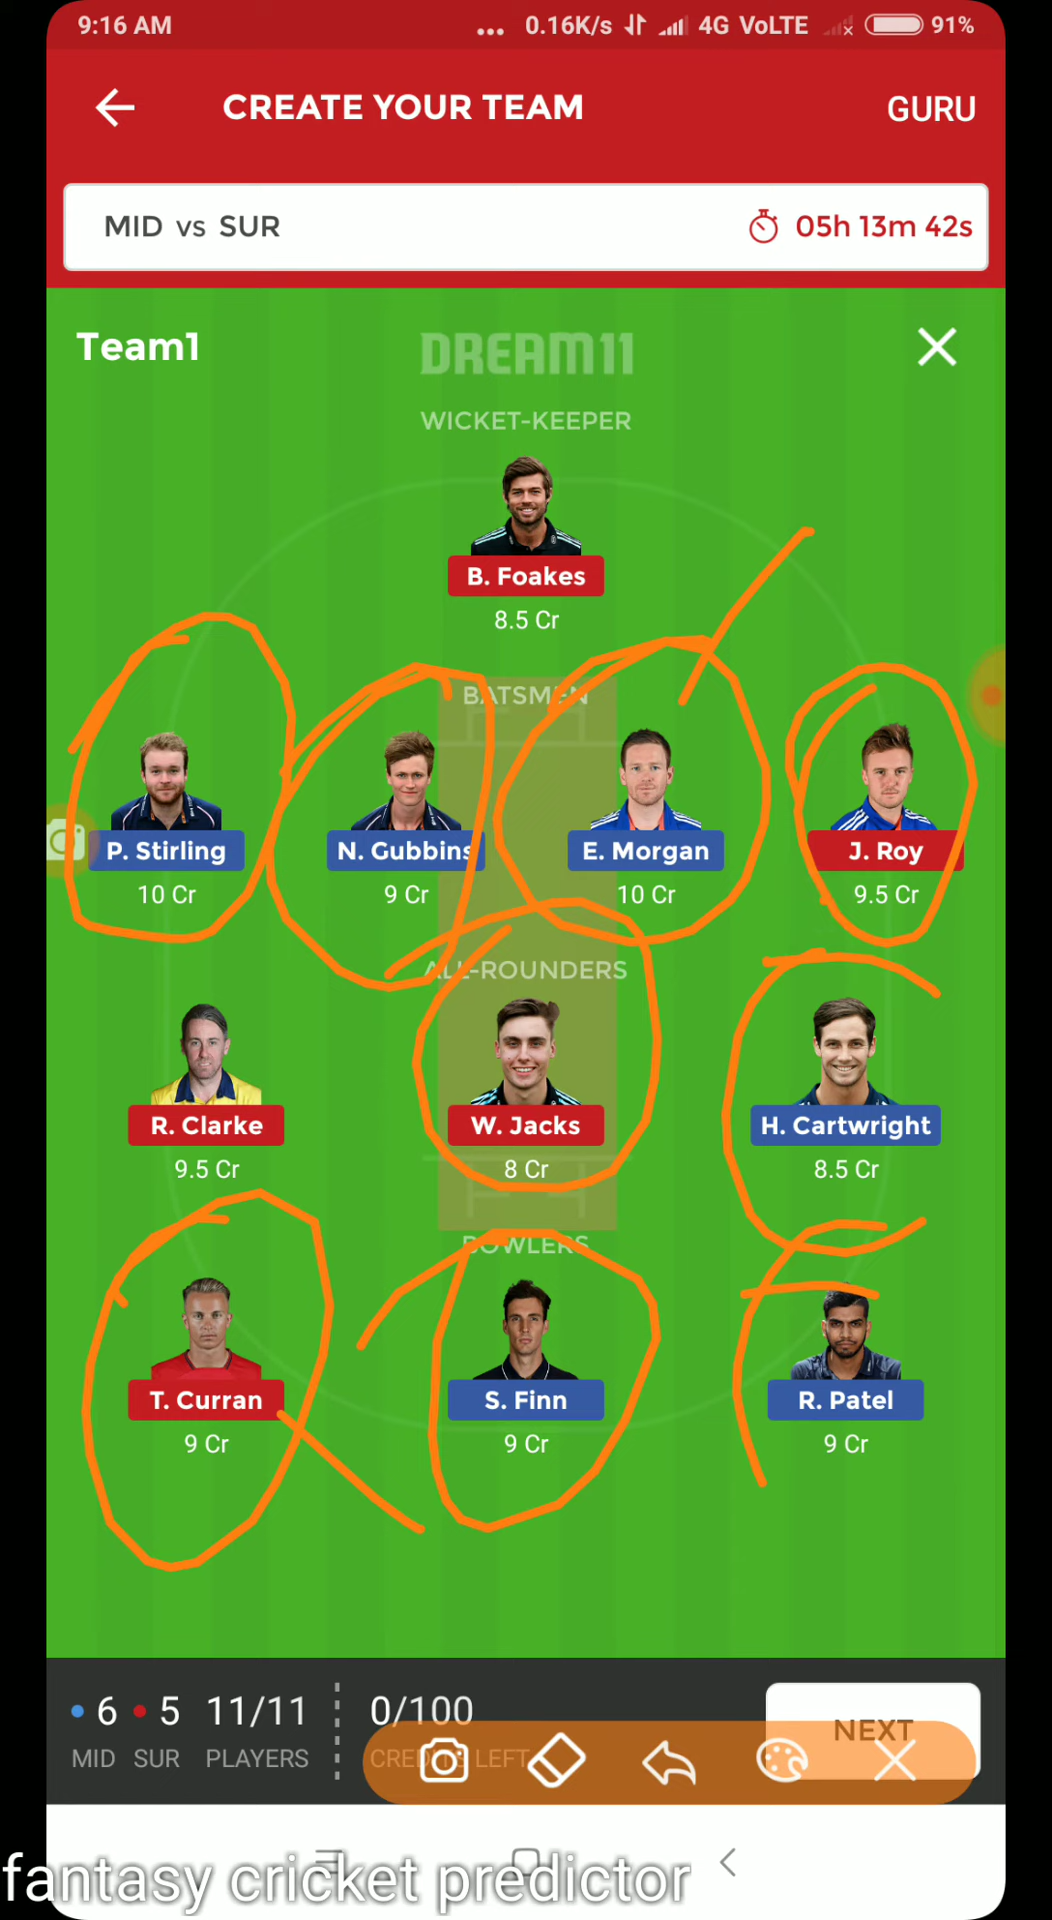 9:16 AM ... 0.16K/s 4G VoLTE 91%
CREATE YOUR TEAM GURU
MID vs SUR 05h 13m 42s
Team1 DREAM11
WICKET-KEEPER
B. Foakes
8.5 Cr
BATSMEN
P. Stirling N. Gubbins E. Morgan J. Roy
10 Cr 9 Cr 10 Cr 9.5 Cr
ALL-ROUNDERS
R. Clarke W. Jacks H. Cartwright
9.5 Cr 8 Cr 8.5 Cr
BOWLERS
T. Curran S. Finn R. Patel
9 Cr 9 Cr 9 Cr
6 5 11/11 0/100 NEXT
MID SUR PLAYERS CREDITS LEFT
fantasy cricket predictor